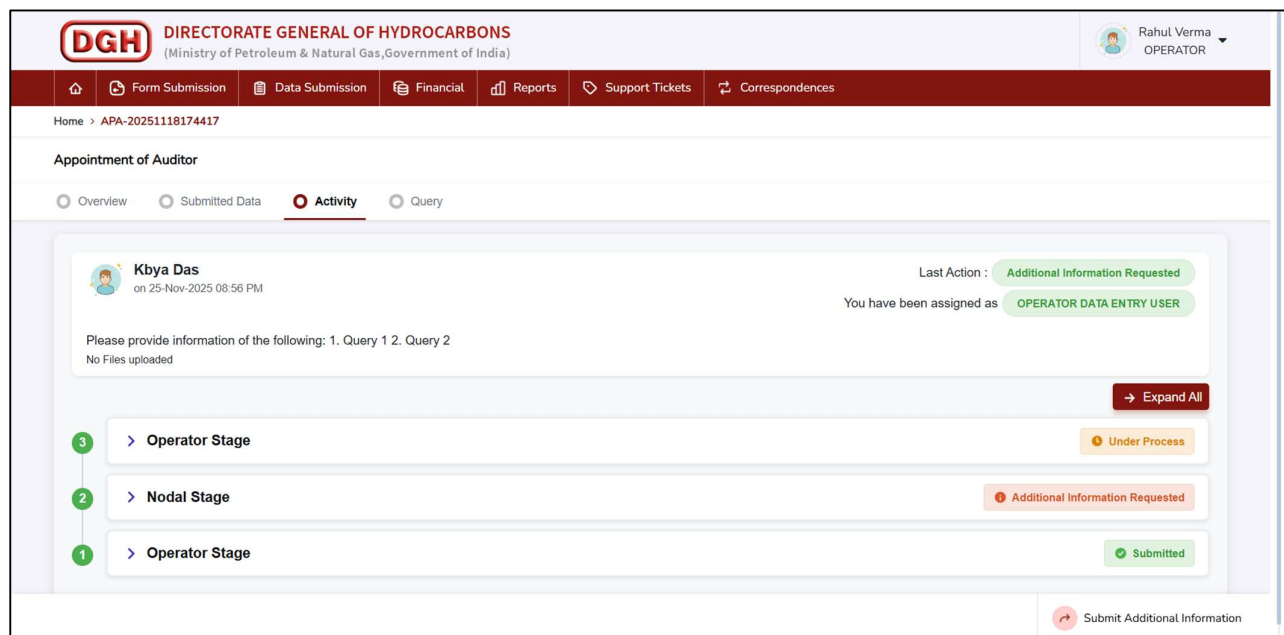 DGH
DIRECTORATE GENERAL OF HYDROCARBONS
(Ministry of Petroleum & Natural Gas,Government of India)
Rahul Verma
OPERATOR
Form Submission Data Submission Financial Reports Support Tickets Correspondences
Home > APA-20251118174417
Appointment of Auditor
Overview Submitted Data Activity Query
Kbya Das
on 25-Nov-2025 08:56 PM
Last Action : Additional Information Requested
You have been assigned as OPERATOR DATA ENTRY USER
Please provide information of the following: 1. Query 1 2. Query 2
No Files uploaded
→ Expand All
3 > Operator Stage Under Process
2 > Nodal Stage Additional Information Requested
1 > Operator Stage Submitted
Submit Additional Information